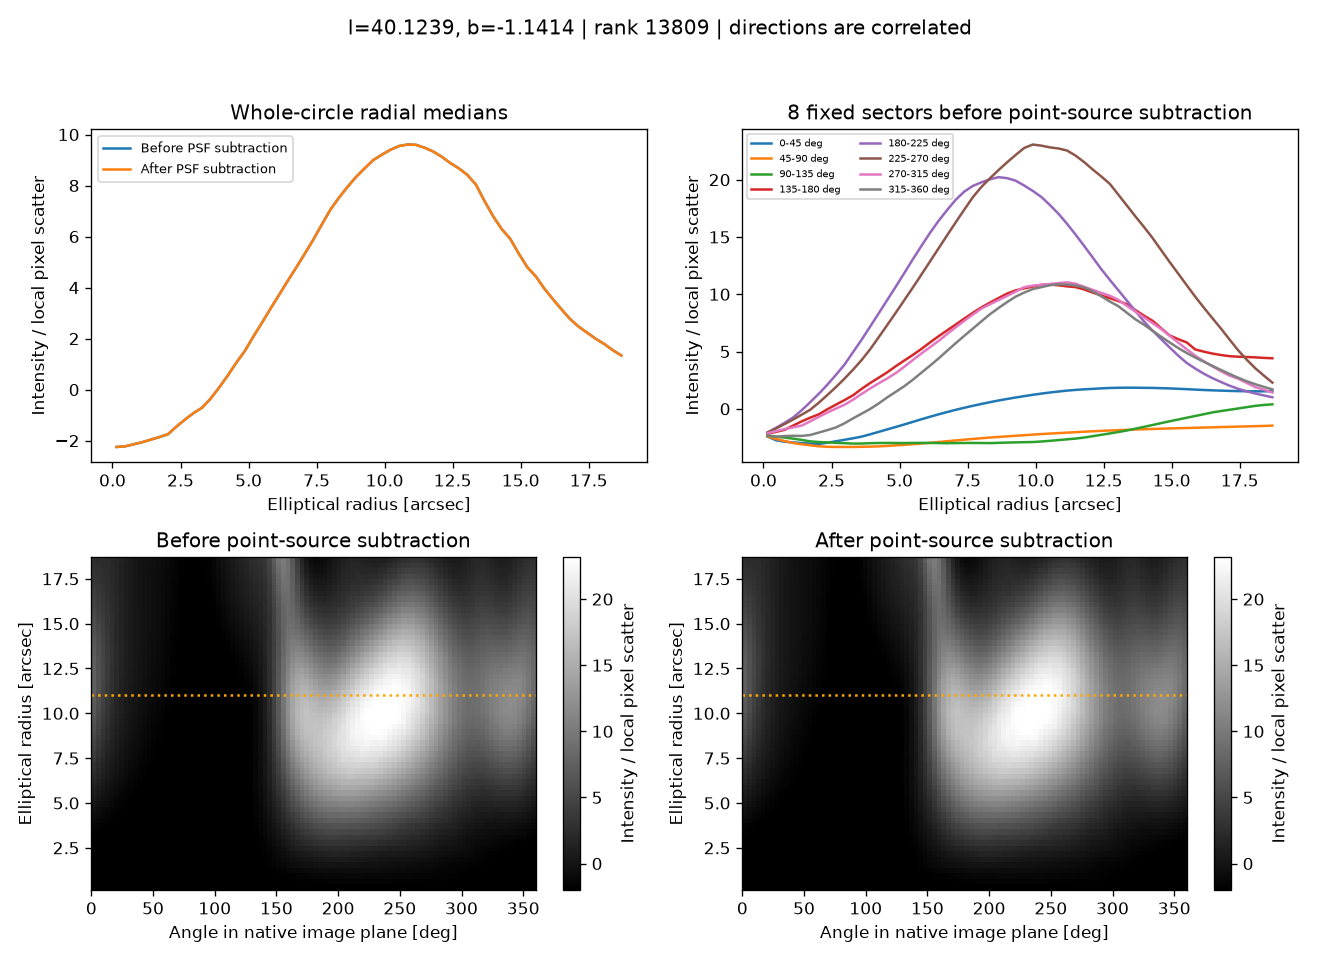 l=40.1239, b=-1.1414 | rank 13809 | directions are correlated
Whole-circle radial medians
10
8
6
4
2
0
−2
Intensity / local pixel scatter
Before PSF subtraction
After PSF subtraction
0.0 2.5 5.0 7.5 10.0 12.5 15.0 17.5
Elliptical radius [arcsec]
8 fixed sectors before point-source subtraction
20
15
10
5
0
Intensity / local pixel scatter
0-45 deg
45-90 deg
90-135 deg
135-180 deg
180-225 deg
225-270 deg
270-315 deg
315-360 deg
0.0 2.5 5.0 7.5 10.0 12.5 15.0 17.5
Elliptical radius [arcsec]
Before point-source subtraction
17.5
15.0
12.5
10.0
7.5
5.0
2.5
Elliptical radius [arcsec]
0 50 100 150 200 250 300 350
Angle in native image plane [deg]
20
15
10
5
0
Intensity / local pixel scatter
After point-source subtraction
17.5
15.0
12.5
10.0
7.5
5.0
2.5
Elliptical radius [arcsec]
0 50 100 150 200 250 300 350
Angle in native image plane [deg]
20
15
10
5
0
Intensity / local pixel scatter